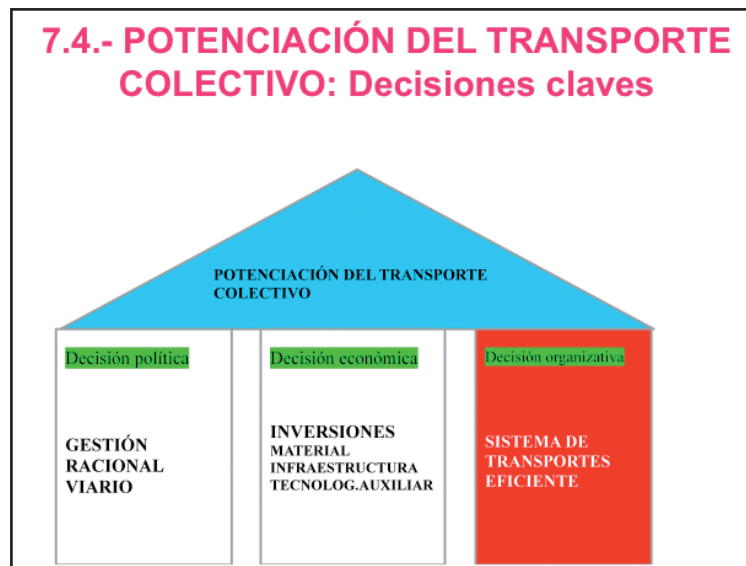 7.4.- POTENCIACIÓN DEL TRANSPORTE
COLECTIVO: Decisiones claves
POTENCIACIÓN DEL TRANSPORTE
COLECTIVO
Decisión política
GESTIÓN
RACIONAL
VIARIO
Decisión económica
INVERSIONES
MATERIAL
INFRAESTRUCTURA
TECNOLOG.AUXILIAR
Decisión organizativa
SISTEMA DE
TRANSPORTES
EFICIENTE